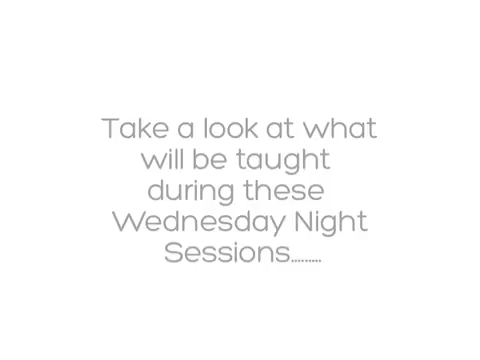 Take a look at what
will be taught
during these
Wednesday Night
Sessions.........